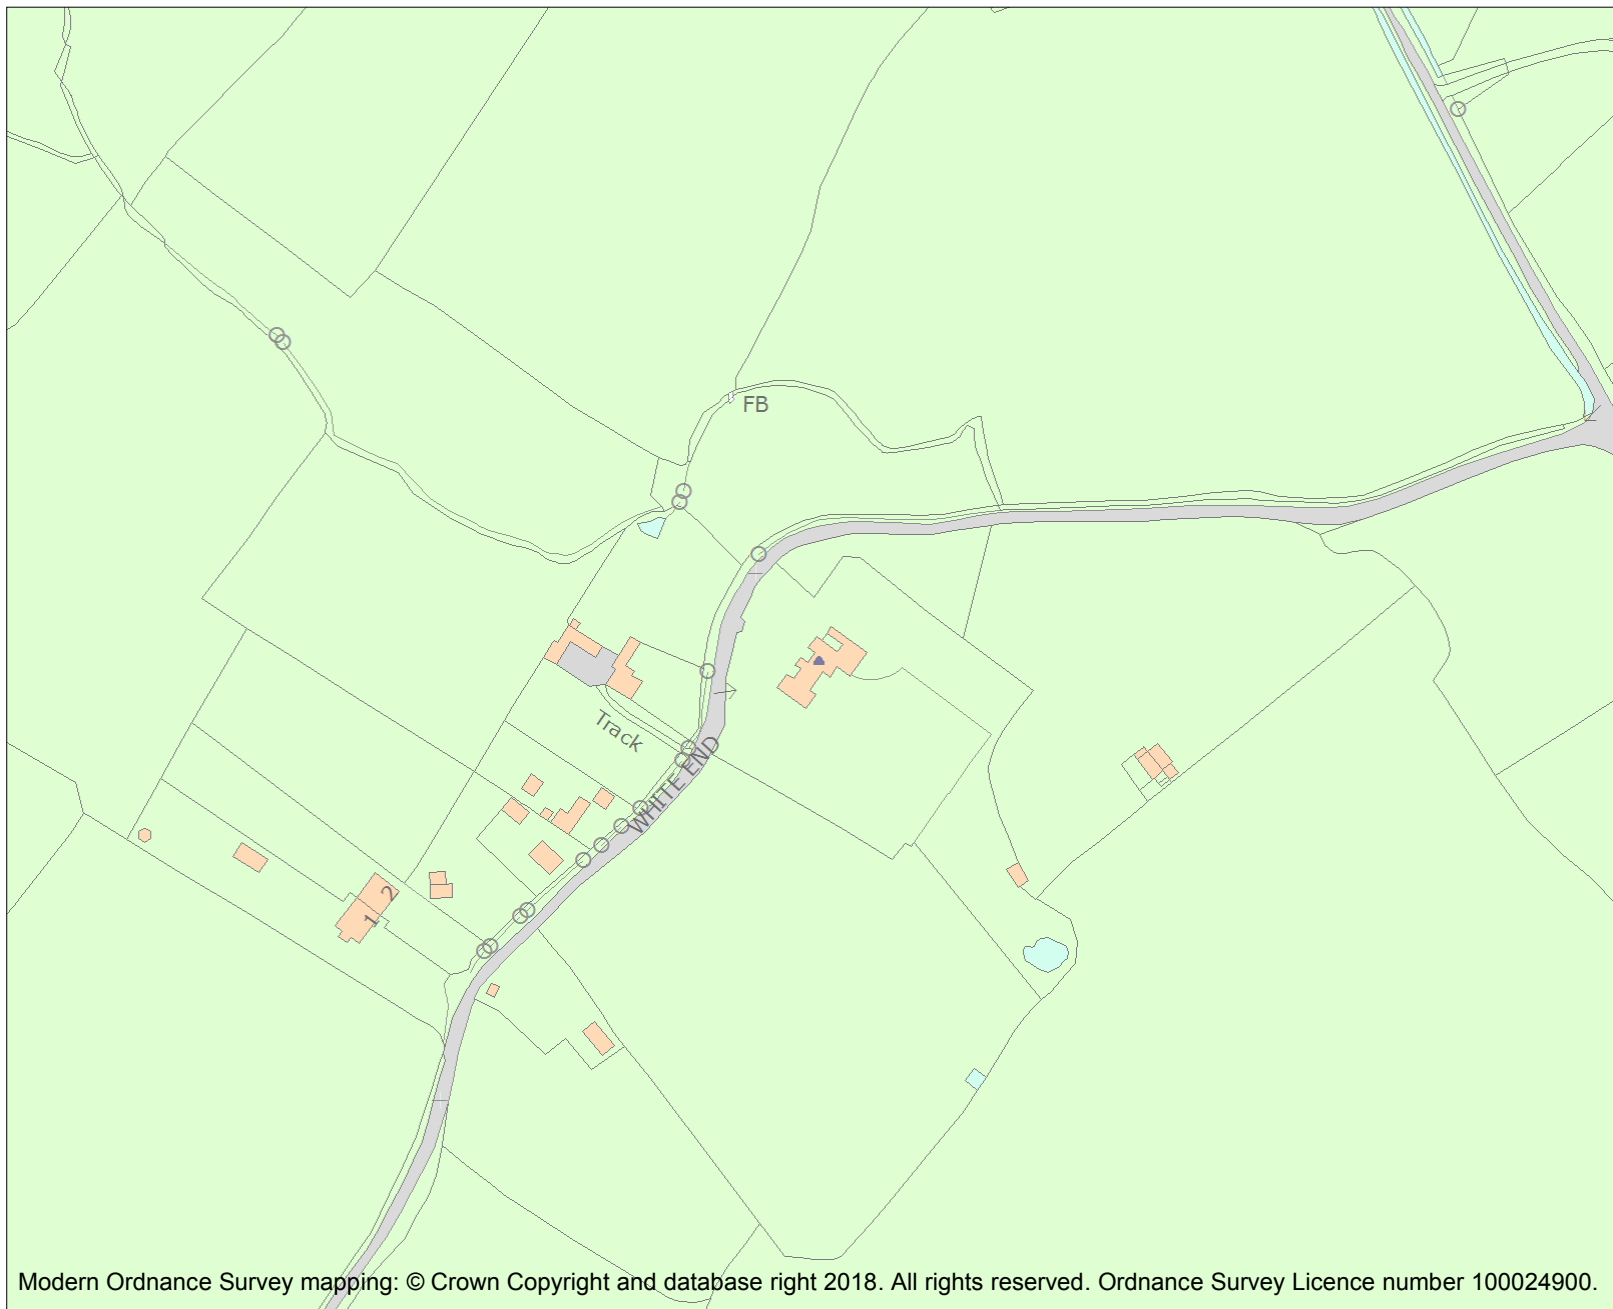 FB
Track
WHITE END
2
1
Modern Ordnance Survey mapping: © Crown Copyright and database right 2018. All rights reserved. Ordnance Survey Licence number 100024900.